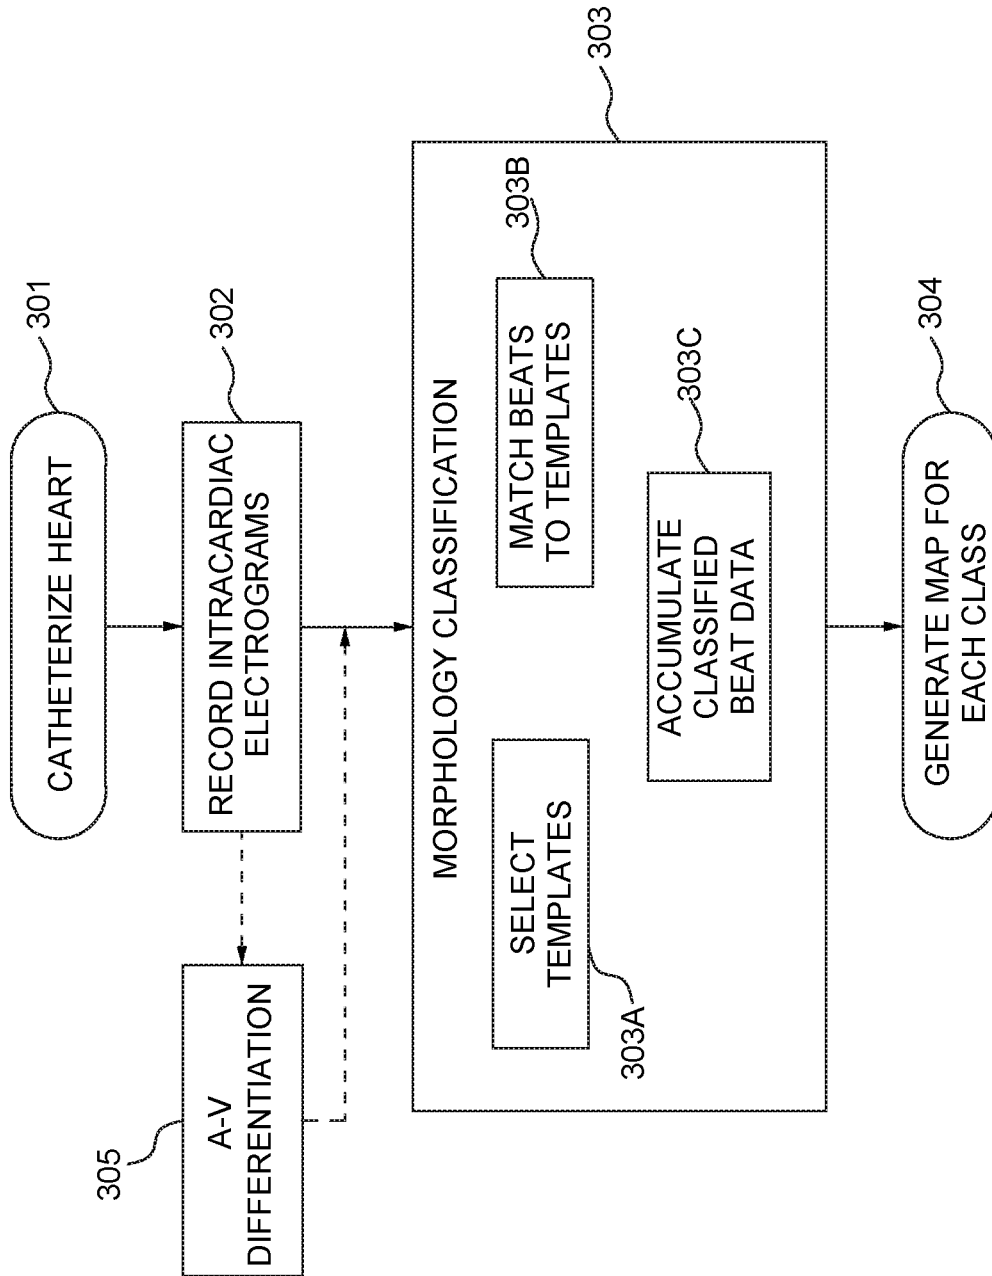 301
CATHETERIZE HEART
302
RECORD INTRACARDIAC
ELECTROGRAMS
305
A-V
DIFFERENTIATION
303
MORPHOLOGY CLASSIFICATION
303A
SELECT
TEMPLATES
303B
MATCH BEATS
TO TEMPLATES
303C
ACCUMULATE
CLASSIFIED
BEAT DATA
304
GENERATE MAP FOR
EACH CLASS